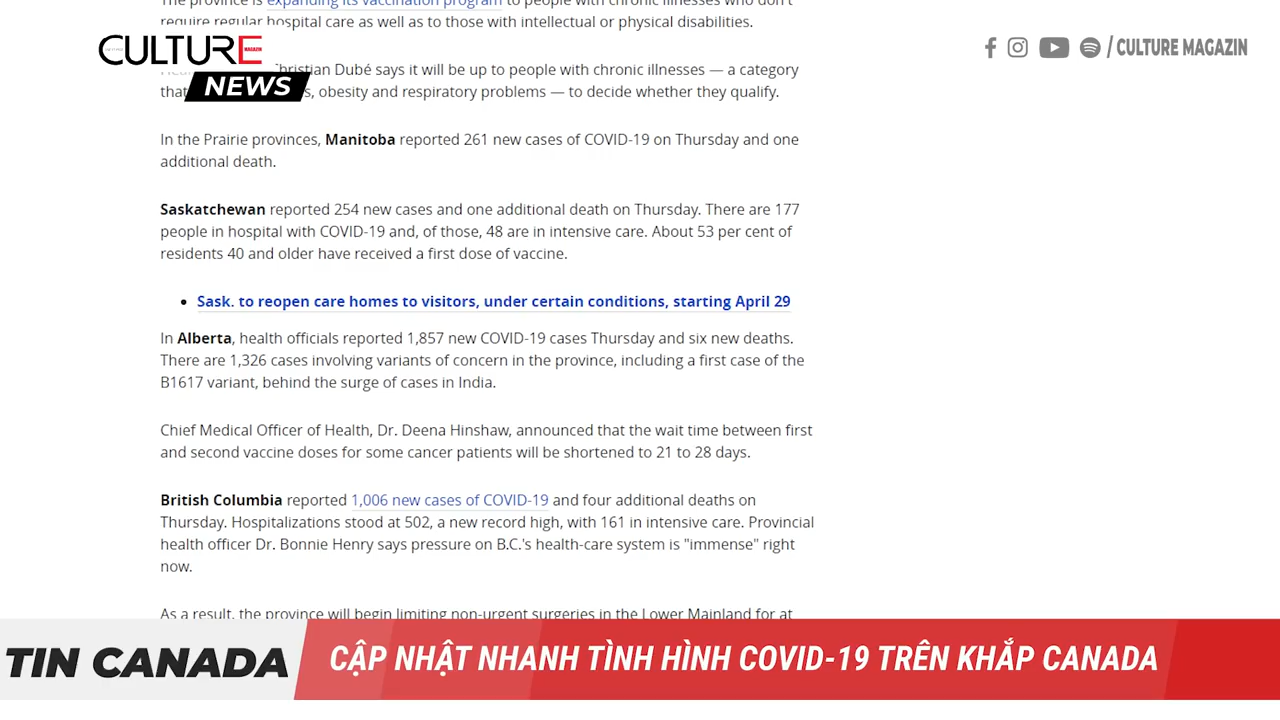 The province is expanding its vaccination program to people with chronic illnesses who don't
require regular hospital care as well as to those with intellectual or physical disabilities.
CULTURE MAGAZIN
NEWS
/ CULTURE MAGAZIN
Christian Dubé says it will be up to people with chronic illnesses — a category
that obesity and respiratory problems — to decide whether they qualify.
In the Prairie provinces, Manitoba reported 261 new cases of COVID-19 on Thursday and one
additional death.
Saskatchewan reported 254 new cases and one additional death on Thursday. There are 177
people in hospital with COVID-19 and, of those, 48 are in intensive care. About 53 per cent of
residents 40 and older have received a first dose of vaccine.
• Sask. to reopen care homes to visitors, under certain conditions, starting April 29
In Alberta, health officials reported 1,857 new COVID-19 cases Thursday and six new deaths.
There are 1,326 cases involving variants of concern in the province, including a first case of the
B1617 variant, behind the surge of cases in India.
Chief Medical Officer of Health, Dr. Deena Hinshaw, announced that the wait time between first
and second vaccine doses for some cancer patients will be shortened to 21 to 28 days.
British Columbia reported 1,006 new cases of COVID-19 and four additional deaths on
Thursday. Hospitalizations stood at 502, a new record high, with 161 in intensive care. Provincial
health officer Dr. Bonnie Henry says pressure on B.C.'s health-care system is "immense" right
now.
As a result, the province will begin limiting non-urgent surgeries in the Lower Mainland for at
TIN CANADA
CẬP NHẬT NHANH TÌNH HÌNH COVID-19 TRÊN KHẮP CANADA